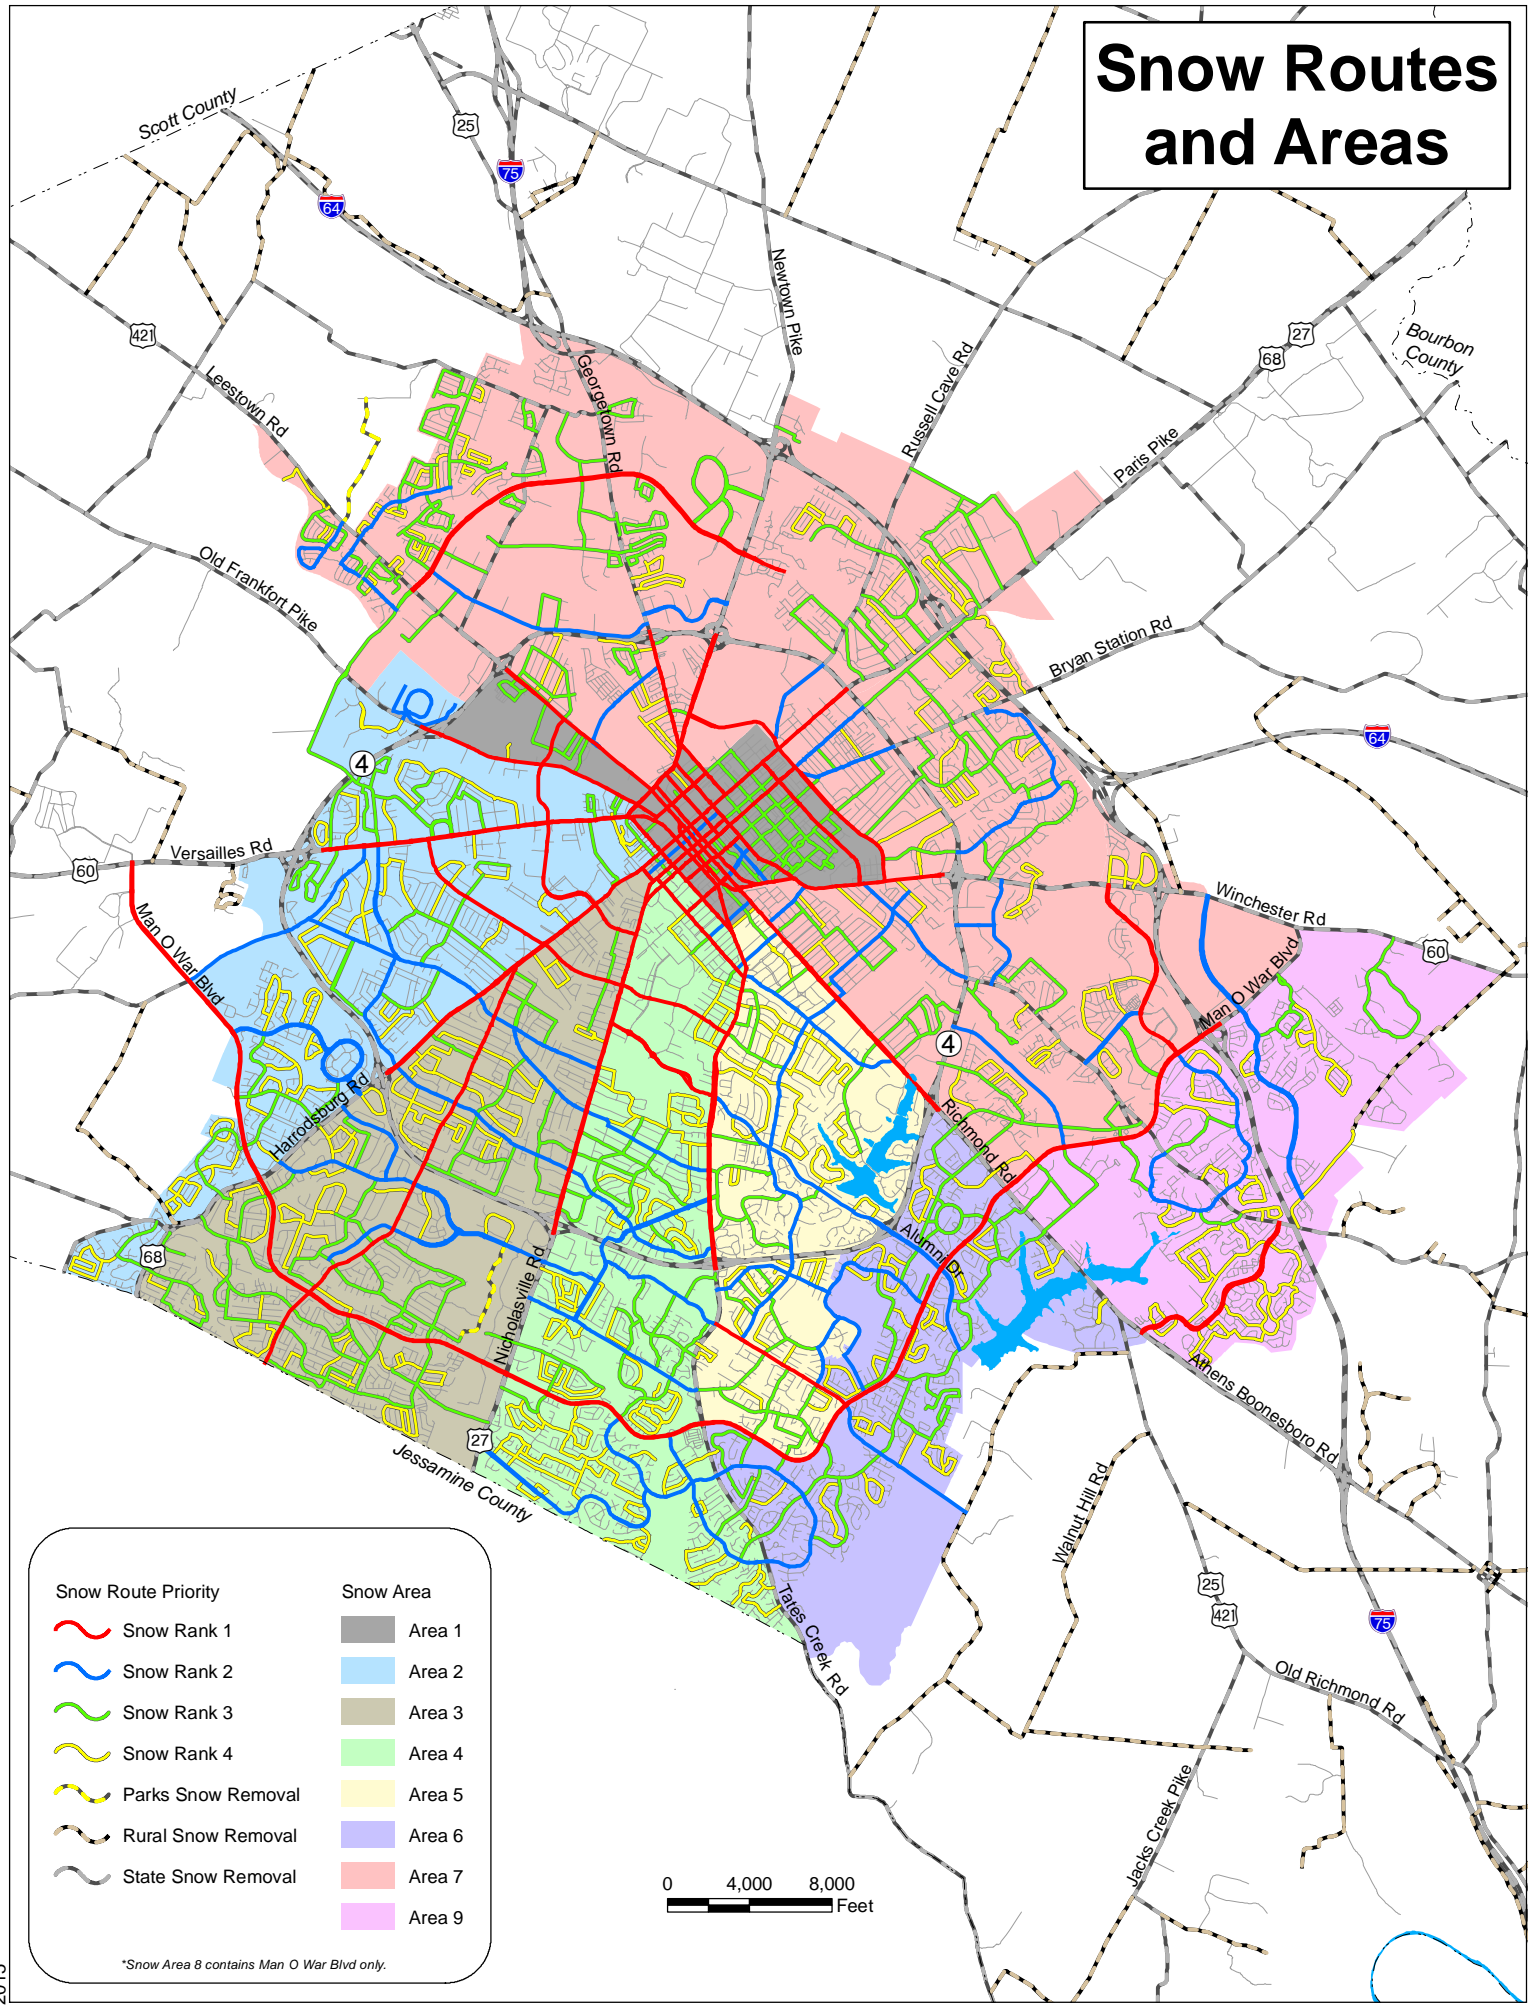 Snow Routes
and Areas
Scott County
25
75
64
Newtown Pike
421
Leestown Rd
Georgetown Rd
Russell Cave Rd
27
68
Bourbon
County
Paris Pike
Old Frankfort Pike
Bryan Station Rd
64
4
Versailles Rd
60
Man O War Blvd
Winchester Rd
60
Man O War Blvd
4
Harrodsburg Rd
Richmond Rd
68
Alumni Dr
Nicholasville Rd
27
Jessamine County
Athens Boonesboro Rd
Walnut Hill Rd
25
421
75
Tates Creek Rd
Old Richmond Rd
Jacks Creek Pike
Snow Route Priority
Snow Rank 1
Snow Rank 2
Snow Rank 3
Snow Rank 4
Parks Snow Removal
Rural Snow Removal
State Snow Removal
Snow Area
Area 1
Area 2
Area 3
Area 4
Area 5
Area 6
Area 7
Area 9
*Snow Area 8 contains Man O War Blvd only.
0 4,000 8,000
Feet